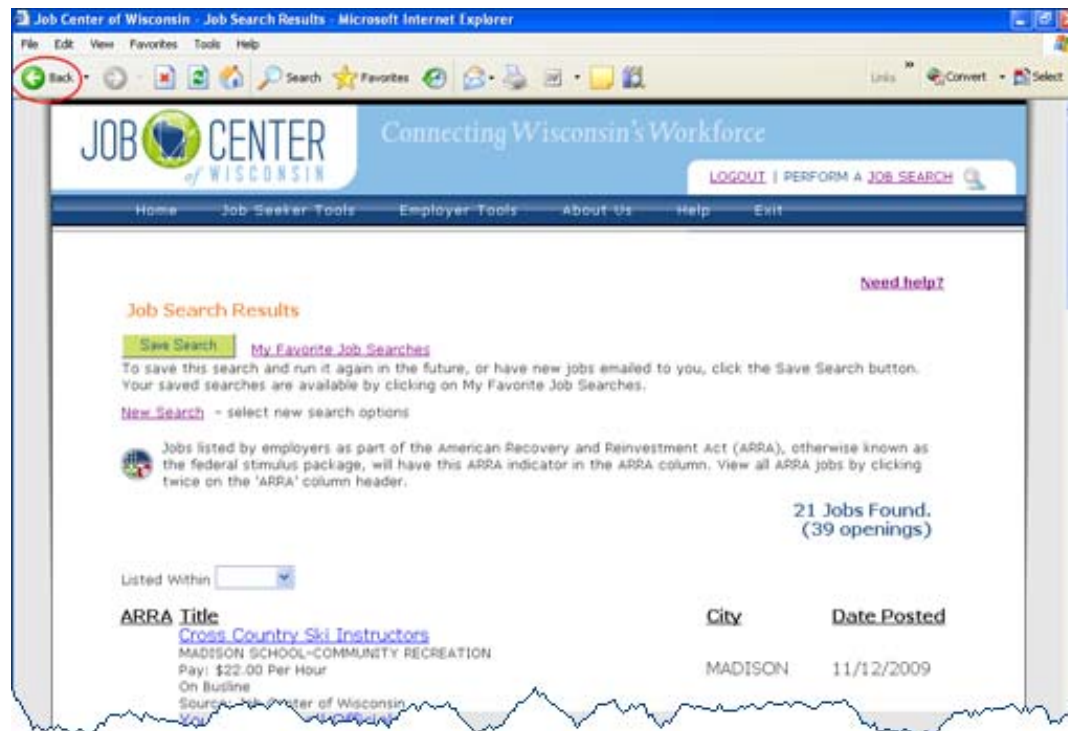 Job Center of Wisconsin - Job Search Results - Microsoft Internet Explorer
File Edit View Favorites Tools Help
Back Search Favorites Links Convert Select
JOB CENTER
of WISCONSIN
Connecting Wisconsin's Workforce
LOGOUT | PERFORM A JOB SEARCH
Home Job Seeker Tools Employer Tools About Us Help Exit
Need help?
Job Search Results
Save Search My Favorite Job Searches
To save this search and run it again in the future, or have new jobs emailed to you, click the Save Search button.
Your saved searches are available by clicking on My Favorite Job Searches.
New Search - select new search options
Jobs listed by employers as part of the American Recovery and Reinvestment Act (ARRA), otherwise known as
the federal stimulus package, will have this ARRA indicator in the ARRA column. View all ARRA jobs by clicking
twice on the 'ARRA' column header.
21 Jobs Found.
(39 openings)
Listed Within
ARRA Title City Date Posted
Cross Country Ski Instructors
MADISON SCHOOL-COMMUNITY RECREATION
Pay: $22.00 Per Hour MADISON 11/12/2009
On Busline
Source: Job Center of Wisconsin